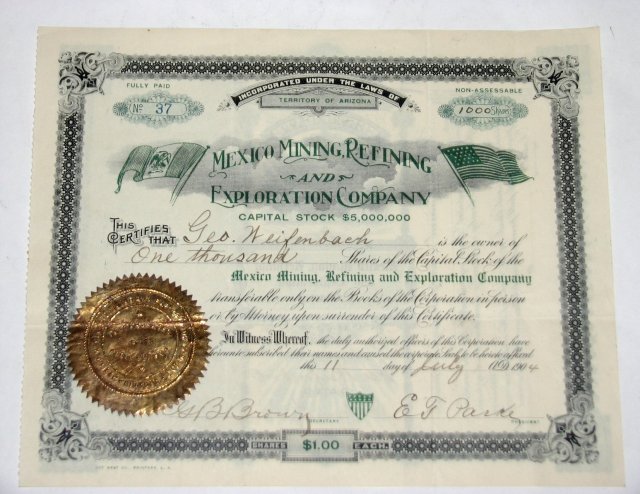 INCORPORATED UNDER THE LAWS OF
TERRITORY OF ARIZONA
FULLY PAID
NON-ASSESSABLE
No 37
1000 Shares
MEXICO MINING, REFINING
AND
EXPLORATION COMPANY
CAPITAL STOCK $5,000,000
THIS CERTIFIES THAT Geo. Weifenbach is the owner of
One thousand Shares of the Capital Stock of the
Mexico Mining, Refining and Exploration Company
transferable only on the Books of the Corporation in person
or by Attorney upon surrender of this Certificate.
In Witness Whereof, the duly authorized officers of this Corporation have
hereunto subscribed their names and caused the corporate Seal to be hereto affixed
this 11 day of July A.D. 1904
G B Brown E F Parke
SECRETARY PRESIDENT
SHARES $1.00 EACH.